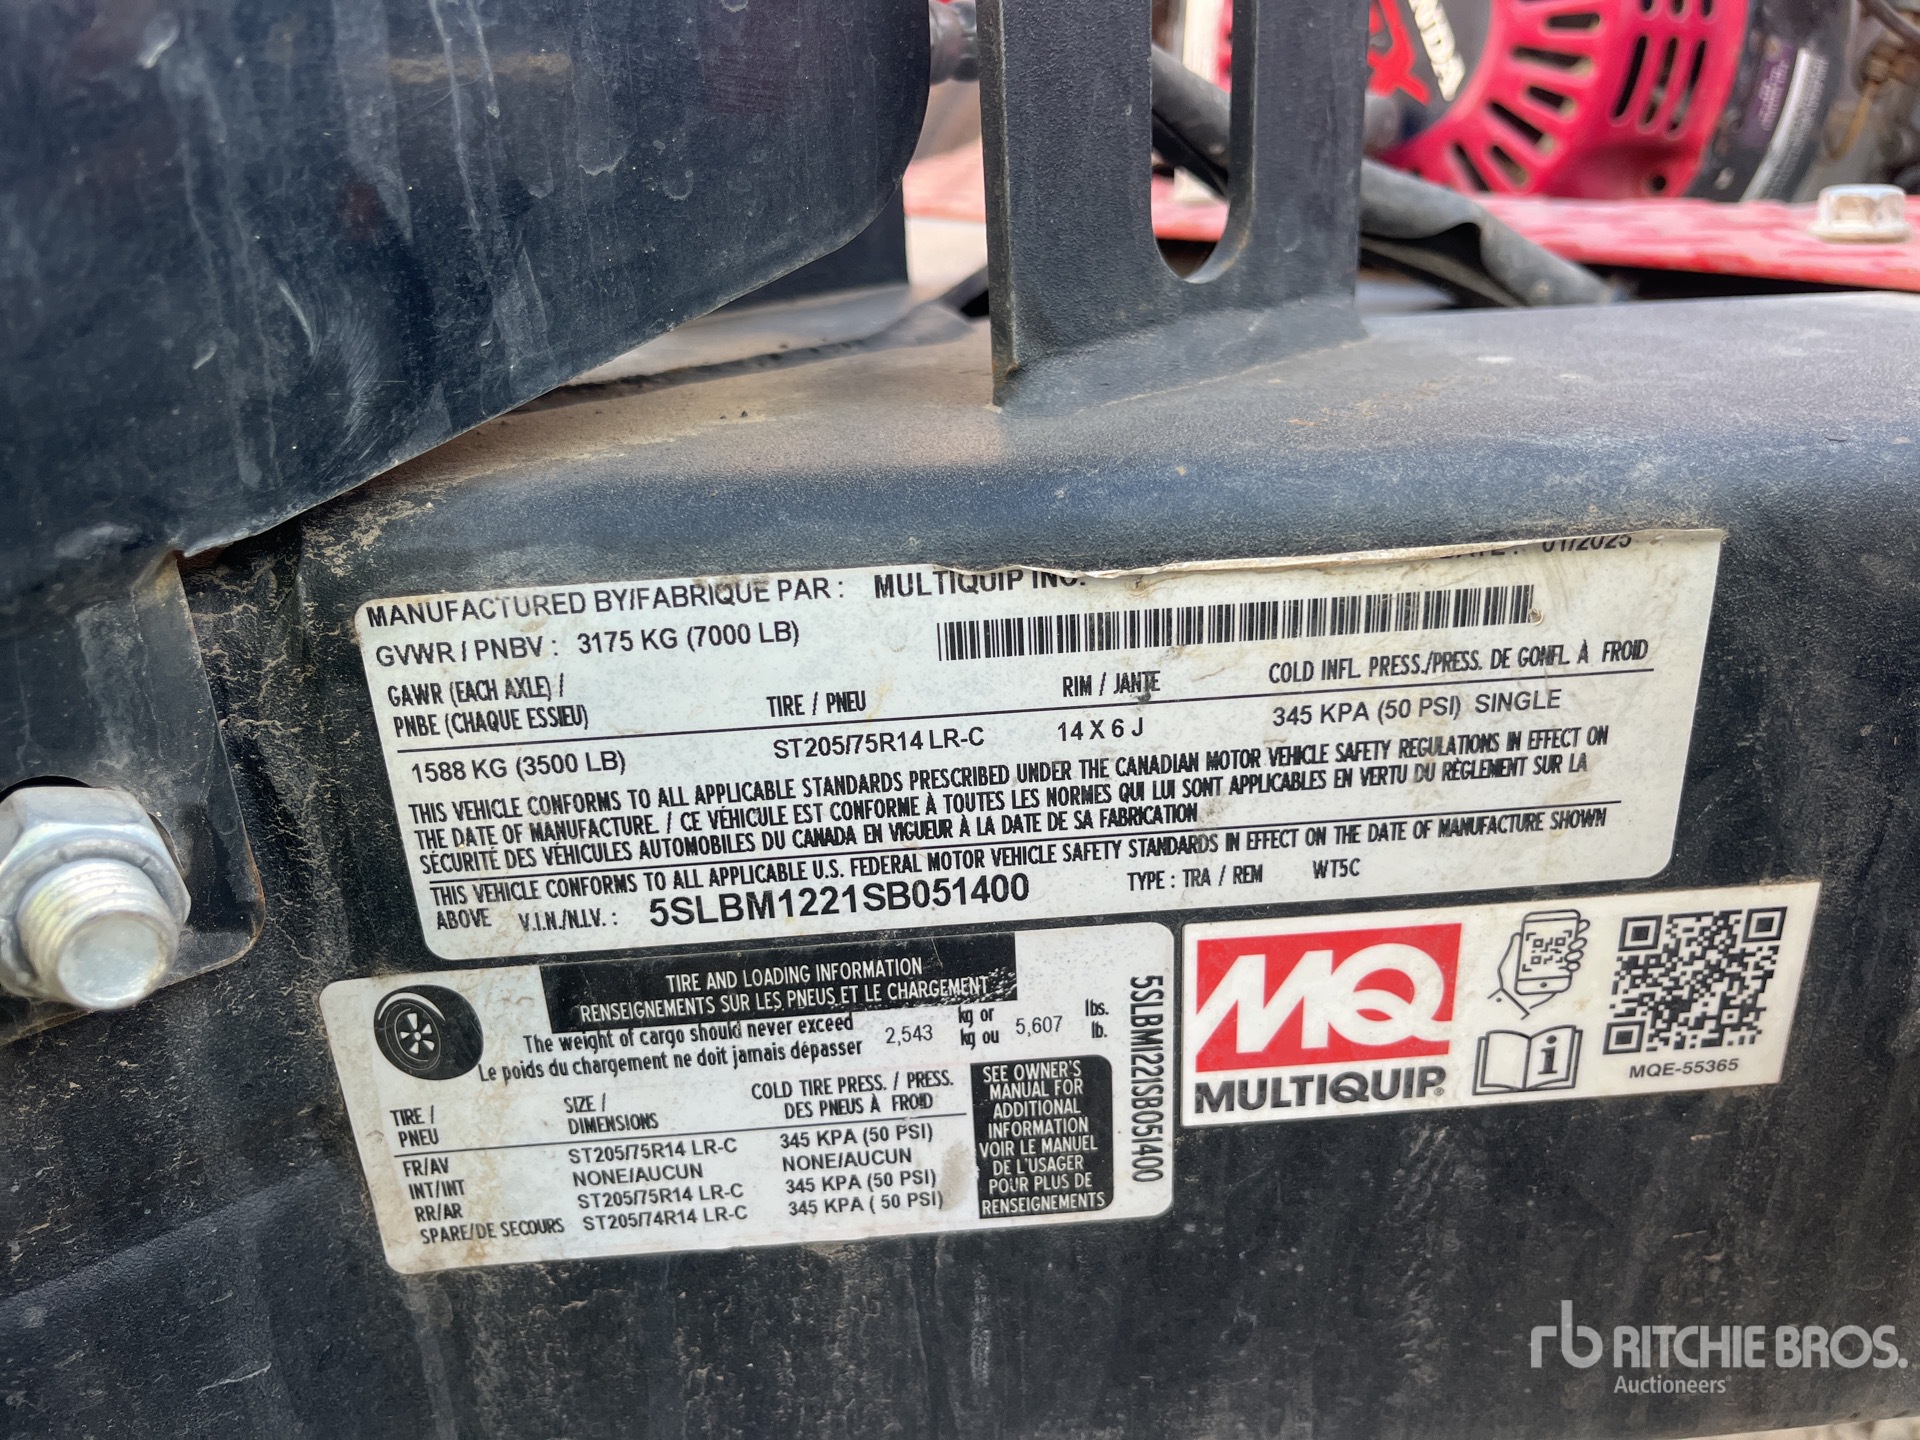 HONDA
DATE : 01/2025
MANUFACTURED BY/FABRIQUE PAR : MULTIQUIP INC.
GVWR / PNBV : 3175 KG (7000 LB)
GAWR (EACH AXLE) /
PNBE (CHAQUE ESSIEU)
TIRE / PNEU
RIM / JANTE
COLD INFL. PRESS./PRESS. DE GONFL. À FROID
1588 KG (3500 LB) ST205/75R14 LR-C 14 X 6 J 345 KPA (50 PSI) SINGLE
THIS VEHICLE CONFORMS TO ALL APPLICABLE STANDARDS PRESCRIBED UNDER THE CANADIAN MOTOR VEHICLE SAFETY REGULATIONS IN EFFECT ON
THE DATE OF MANUFACTURE. / CE VÉHICULE EST CONFORME À TOUTES LES NORMES QUI LUI SONT APPLICABLES EN VERTU DU RÈGLEMENT SUR LA
SÉCURITÉ DES VÉHICULES AUTOMOBILES DU CANADA EN VIGUEUR À LA DATE DE SA FABRICATION
THIS VEHICLE CONFORMS TO ALL APPLICABLE U.S. FEDERAL MOTOR VEHICLE SAFETY STANDARDS IN EFFECT ON THE DATE OF MANUFACTURE SHOWN
ABOVE V.I.N./N.I.V. : 5SLBM1221SB051400 TYPE : TRA / REM WT5C
TIRE AND LOADING INFORMATION
RENSEIGNEMENTS SUR LES PNEUS ET LE CHARGEMENT
The weight of cargo should never exceed 2,543 kg or 5,607 lbs.
Le poids du chargement ne doit jamais dépasser kg ou lb.
TIRE /
PNEU
SIZE /
DIMENSIONS
COLD TIRE PRESS. / PRESS.
DES PNEUS À FROID
FR/AV ST205/75R14 LR-C 345 KPA (50 PSI)
INT/INT NONE/AUCUN NONE/AUCUN
RR/AR ST205/75R14 LR-C 345 KPA (50 PSI)
SPARE/DE SECOURS ST205/74R14 LR-C 345 KPA ( 50 PSI)
SEE OWNER'S
MANUAL FOR
ADDITIONAL
INFORMATION
VOIR LE MANUEL
DE L'USAGER
POUR PLUS DE
RENSEIGNEMENTS
5SLBM1221SB051400
MQ
MULTIQUIP®
i
MQE-55365
rb RITCHIE BROS.
Auctioneers